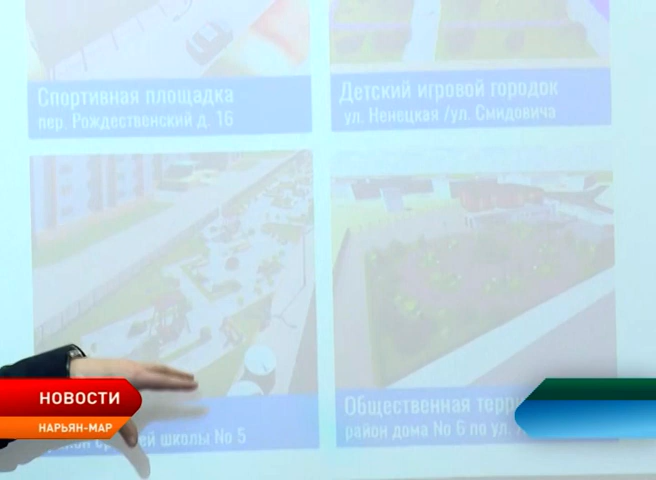 Спортивная площадка
пер. Рождественский д. 16
Детский игровой городок
ул. Ненецкая /ул. Смидовича
Общественная
район дома № 6 по ул.
школы № 5
НОВОСТИ
НАРЬЯН-МАР